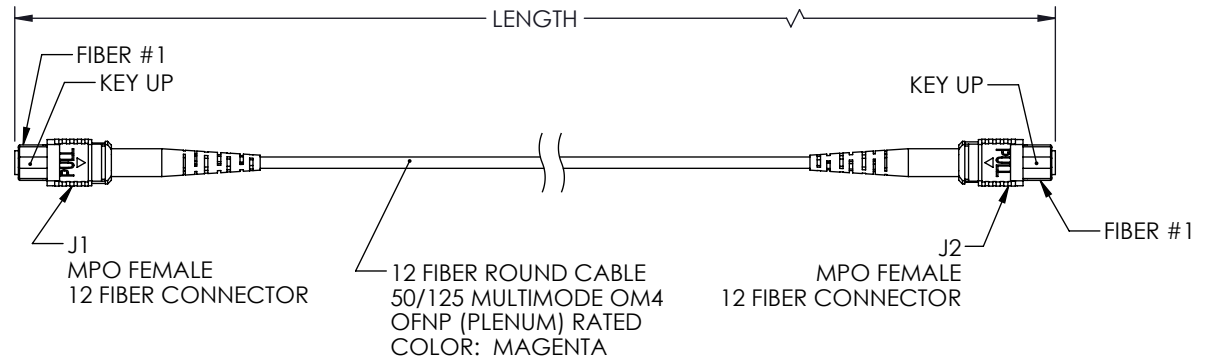 LENGTH
FIBER #1
KEY UP
KEY UP
PULL
PULL
FIBER #1
J1
MPO FEMALE
12 FIBER CONNECTOR
12 FIBER ROUND CABLE
50/125 MULTIMODE OM4
OFNP (PLENUM) RATED
COLOR: MAGENTA
J2
MPO FEMALE
12 FIBER CONNECTOR